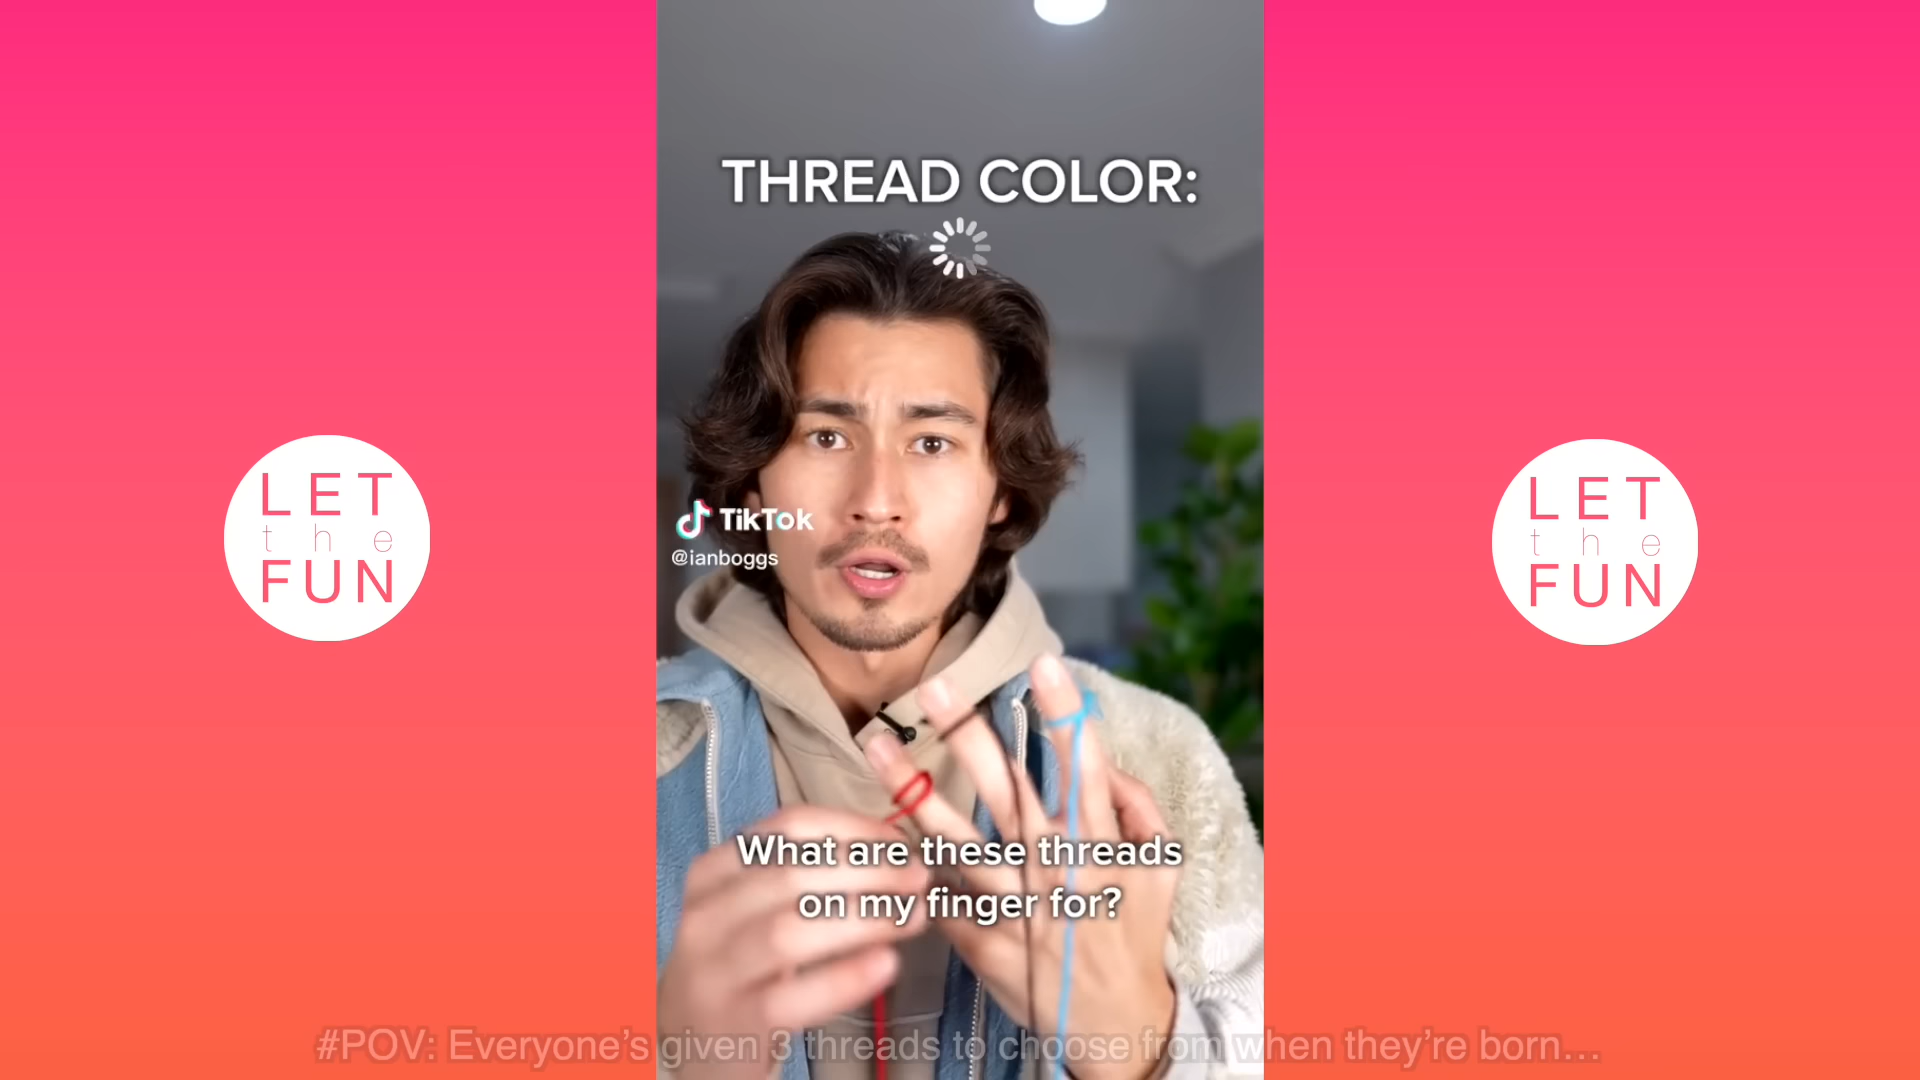 THREAD COLOR:
LET
the
FUN
TikTok
@ianboggs
LET
the
FUN
What are these threads
on my finger for?
#POV: Everyone's given 3 threads to choose from when they're born...